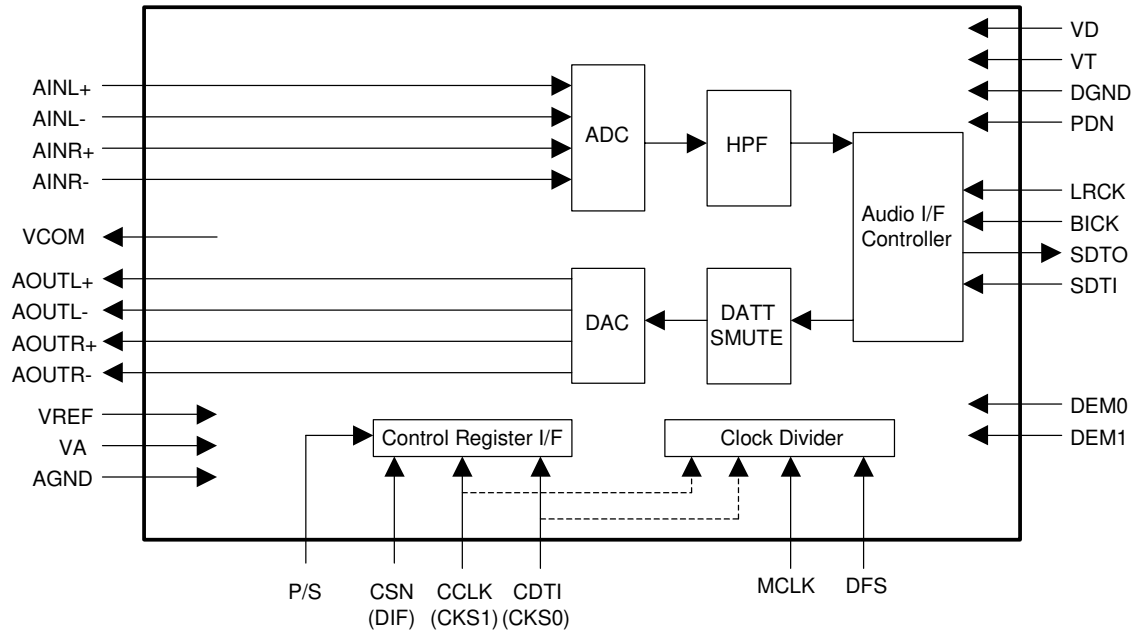 VD
VT
DGND
PDN
AINL+
AINL-
AINR+
AINR-
ADC
HPF
Audio I/F
Controller
LRCK
BICK
SDTO
SDTI
VCOM
AOUTL+
AOUTL-
AOUTR+
AOUTR-
DAC
DATT
SMUTE
VREF
VA
AGND
Control Register I/F
Clock Divider
DEM0
DEM1
P/S
CSN
(DIF)
CCLK
(CKS1)
CDTI
(CKS0)
MCLK
DFS